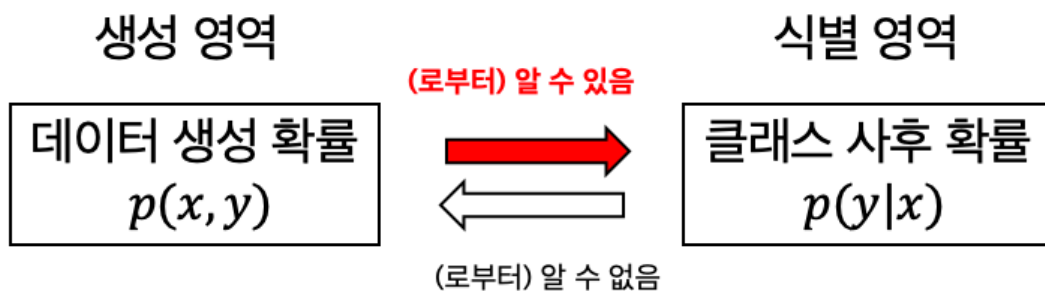 생성 영역
식별 영역
(로부터) 알 수 있음
데이터 생성 확률
p(x, y)
클래스 사후 확률
p(y|x)
(로부터) 알 수 없음